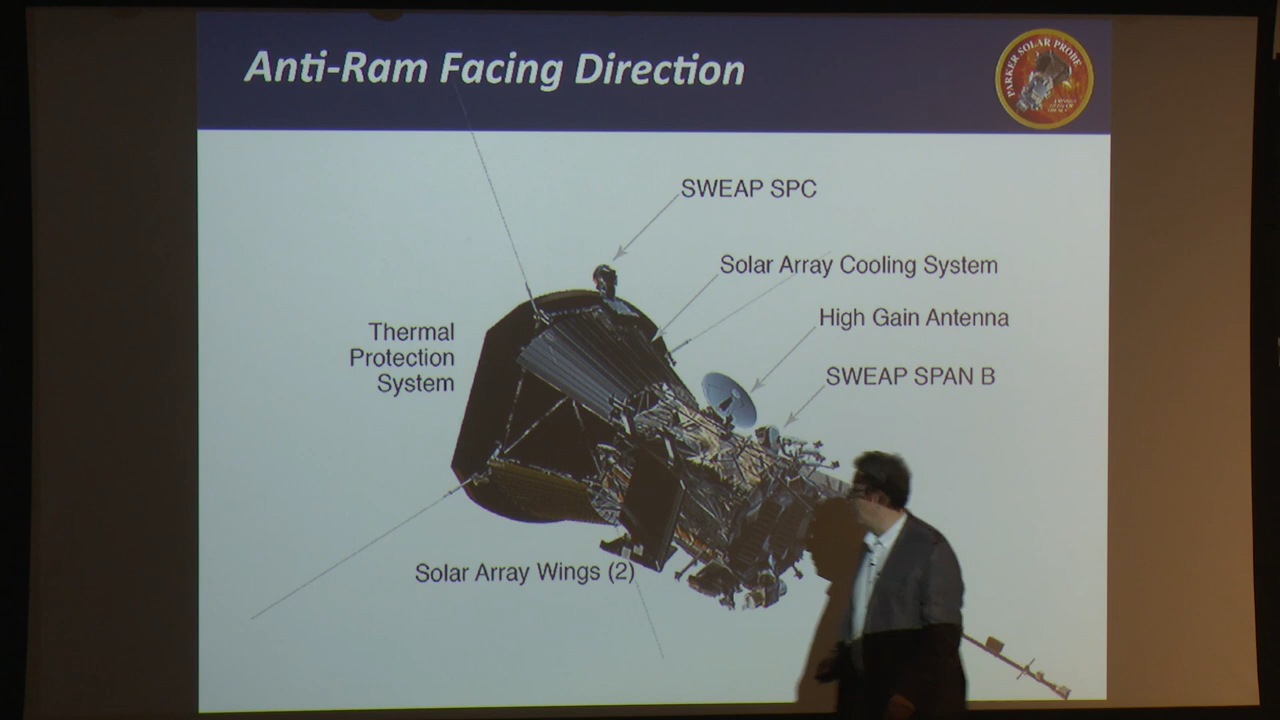 Anti-Ram Facing Direction
PARKER SOLAR PROBE
SWEAP SPC
Solar Array Cooling System
High Gain Antenna
Thermal
Protection
System
SWEAP SPAN B
Solar Array Wings (2)